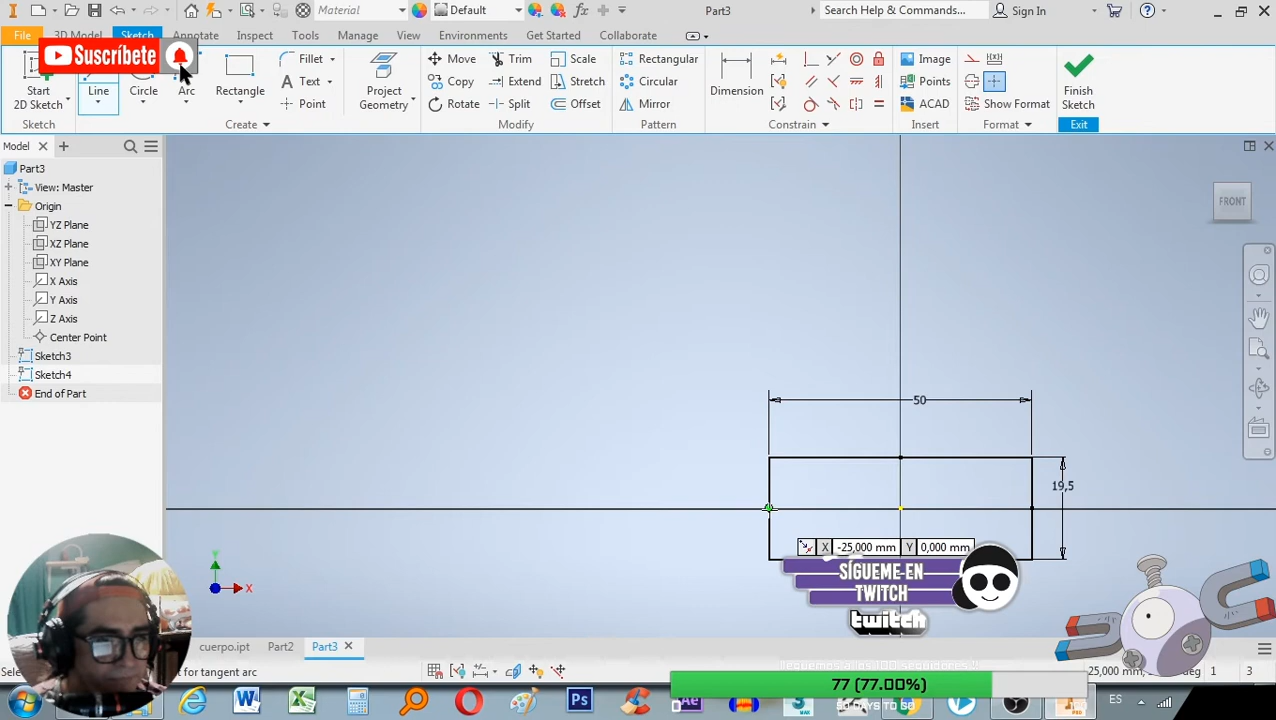 Material
Default
Part3
Search Help & Commands...
Sign In
File
3D Model
Sketch
Annotate
Inspect
Tools
Manage
View
Environments
Get Started
Collaborate
Suscríbete
Start
2D Sketch
Line
Circle
Arc
Rectangle
Fillet
Text
Point
Project
Geometry
Move
Copy
Rotate
Trim
Extend
Split
Scale
Stretch
Offset
Rectangular
Circular
Mirror
Dimension
Image
Points
ACAD
Show Format
Finish
Sketch
Sketch
Create
Modify
Pattern
Constrain
Insert
Format
Exit
Model
Part3
View: Master
Origin
YZ Plane
XZ Plane
XY Plane
X Axis
Y Axis
Z Axis
Center Point
Sketch3
Sketch4
End of Part
FRONT
50
19,5
X -25,000 mm Y 0,000 mm
SÍGUEME EN
TWITCH
twitch
X
cuerpo.ipt
Part2
Part3
for tangent arc
1
3
77 (77.00%)
DAYS TO GO
ES